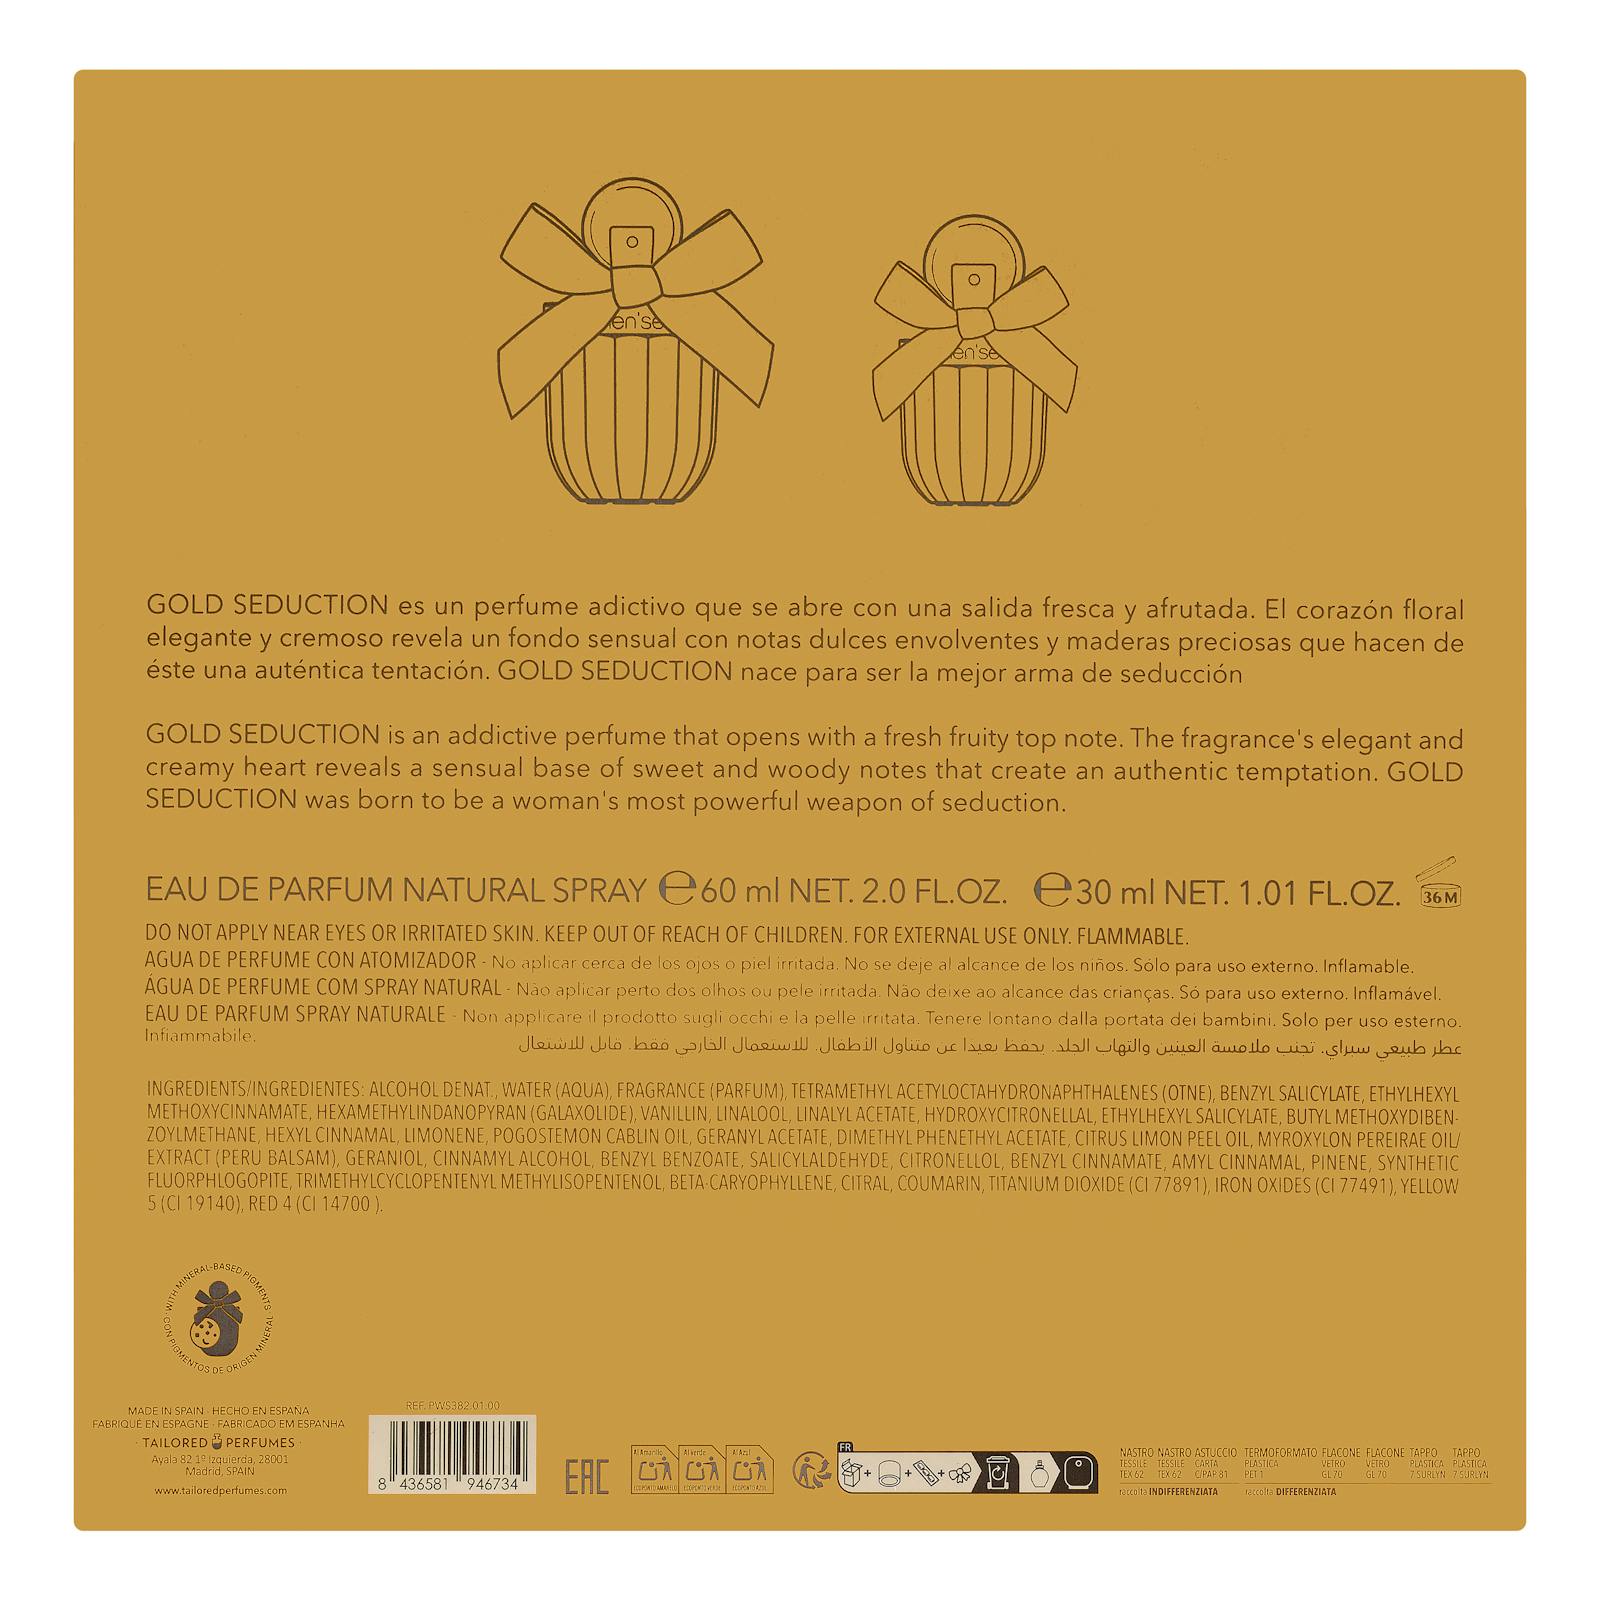 en'se
en'se
GOLD SEDUCTION es un perfume adictivo que se abre con una salida fresca y afrutada. El corazón floral
elegante y cremoso revela un fondo sensual con notas dulces envolventes y maderas preciosas que hacen de
éste una auténtica tentación. GOLD SEDUCTION nace para ser la mejor arma de seducción
GOLD SEDUCTION is an addictive perfume that opens with a fresh fruity top note. The fragrance's elegant and
creamy heart reveals a sensual base of sweet and woody notes that create an authentic temptation. GOLD
SEDUCTION was born to be a woman's most powerful weapon of seduction.
EAU DE PARFUM NATURAL SPRAY ℮60 ml NET. 2.0 FL.OZ. ℮30 ml NET. 1.01 FL.OZ. 36M
DO NOT APPLY NEAR EYES OR IRRITATED SKIN. KEEP OUT OF REACH OF CHILDREN. FOR EXTERNAL USE ONLY. FLAMMABLE.
AGUA DE PERFUME CON ATOMIZADOR - No aplicar cerca de los ojos o piel irritada. No se deje al alcance de los niños. Sólo para uso externo. Inflamable.
ÁGUA DE PERFUME COM SPRAY NATURAL - Não aplicar perto dos olhos ou pele irritada. Não deixe ao alcance das crianças. Só para uso externo. Inflamável.
EAU DE PARFUM SPRAY NATURALE - Non applicare il prodotto sugli occhi e la pelle irritata. Tenere lontano dalla portata dei bambini. Solo per uso esterno.
Infiammabile.
عطر طبيعي سبراي. تجنب ملامسة العينين والتهاب الجلد. يحفظ بعيدا عن متناول الأطفال. للاستعمال الخارجي فقط. قابل للاشتعال
INGREDIENTS/INGREDIENTES: ALCOHOL DENAT., WATER (AQUA), FRAGRANCE (PARFUM), TETRAMETHYL ACETYLOCTAHYDRONAPHTHALENES (OTNE), BENZYL SALICYLATE, ETHYLHEXYL
METHOXYCINNAMATE, HEXAMETHYLINDANOPYRAN (GALAXOLIDE), VANILLIN, LINALOOL, LINALYL ACETATE, HYDROXYCITRONELLAL, ETHYLHEXYL SALICYLATE, BUTYL METHOXYDIBEN-
ZOYLMETHANE, HEXYL CINNAMAL, LIMONENE, POGOSTEMON CABLIN OIL, GERANYL ACETATE, DIMETHYL PHENETHYL ACETATE, CITRUS LIMON PEEL OIL, MYROXYLON PEREIRAE OIL/
EXTRACT (PERU BALSAM), GERANIOL, CINNAMYL ALCOHOL, BENZYL BENZOATE, SALICYLALDEHYDE, CITRONELLOL, BENZYL CINNAMATE, AMYL CINNAMAL, PINENE, SYNTHETIC
FLUORPHLOGOPITE, TRIMETHYLCYCLOPENTENYL METHYLISOPENTENOL, BETA-CARYOPHYLLENE, CITRAL, COUMARIN, TITANIUM DIOXIDE (CI 77891), IRON OXIDES (CI 77491), YELLOW
5 (CI 19140), RED 4 (CI 14700 ).
· WITH MINERAL-BASED PIGMENTS ·
CON PIGMENTOS DE ORIGEN MINERAL
MADE IN SPAIN · HECHO EN ESPAÑA
FABRIQUÉ EN ESPAGNE · FABRICADO EM ESPANHA
· TAILORED PERFUMES ·
Ayala 82 1º Izquierda, 28001
Madrid, SPAIN
www.tailoredperfumes.com
REF. PWS382.01.00
8 436581 946734
EAC
Al Amarillo Al Verde Al Azul
ECOPONTO AMARELO ECOPONTO VERDE ECOPONTO AZUL
FR
NASTRO NASTRO ASTUCCIO TERMOFORMATO FLACONE FLACONE TAPPO TAPPO
TESSILE TESSILE CARTA PLASTICA VETRO VETRO PLASTICA PLASTICA
TEX 62 TEX 62 C/PAP 81 PET 1 GL 70 GL 70 7 SURLYN 7 SURLYN
raccolta INDIFFERENZIATA raccolta DIFFERENZIATA